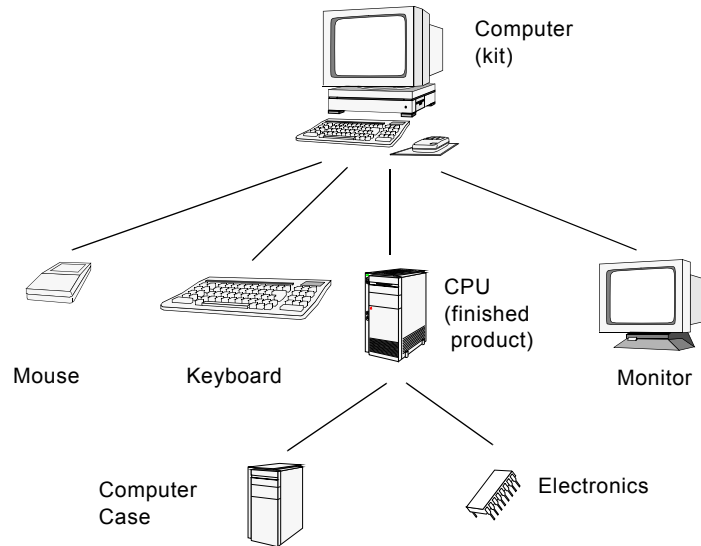 Computer
(kit)
CPU
(finished
product)
Mouse
Keyboard
Monitor
Computer
Case
Electronics